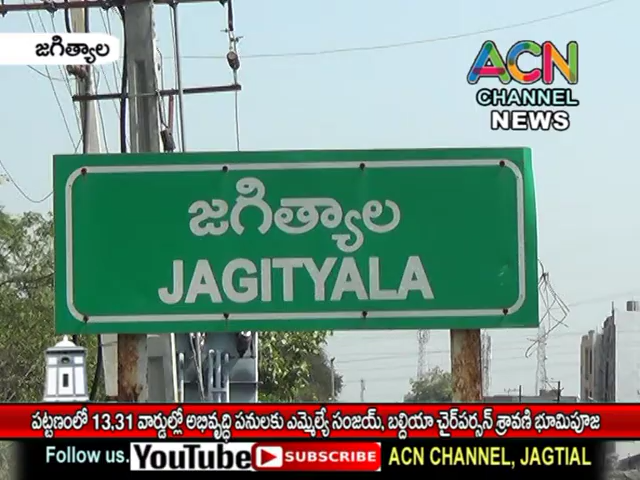 జగిత్యాల
ACN
CHANNEL
NEWS
జగిత్యాల
JAGITYALA
పట్టణంలో 13,31 వార్డుల్లో అభివృద్ధి పనులకు ఎమ్మెల్యే సంజయ్, బల్దియా చైర్‌పర్సన్ శ్రావణి భూమిపూజ
Follow us. YouTube SUBSCRIBE ACN CHANNEL, JAGTIAL